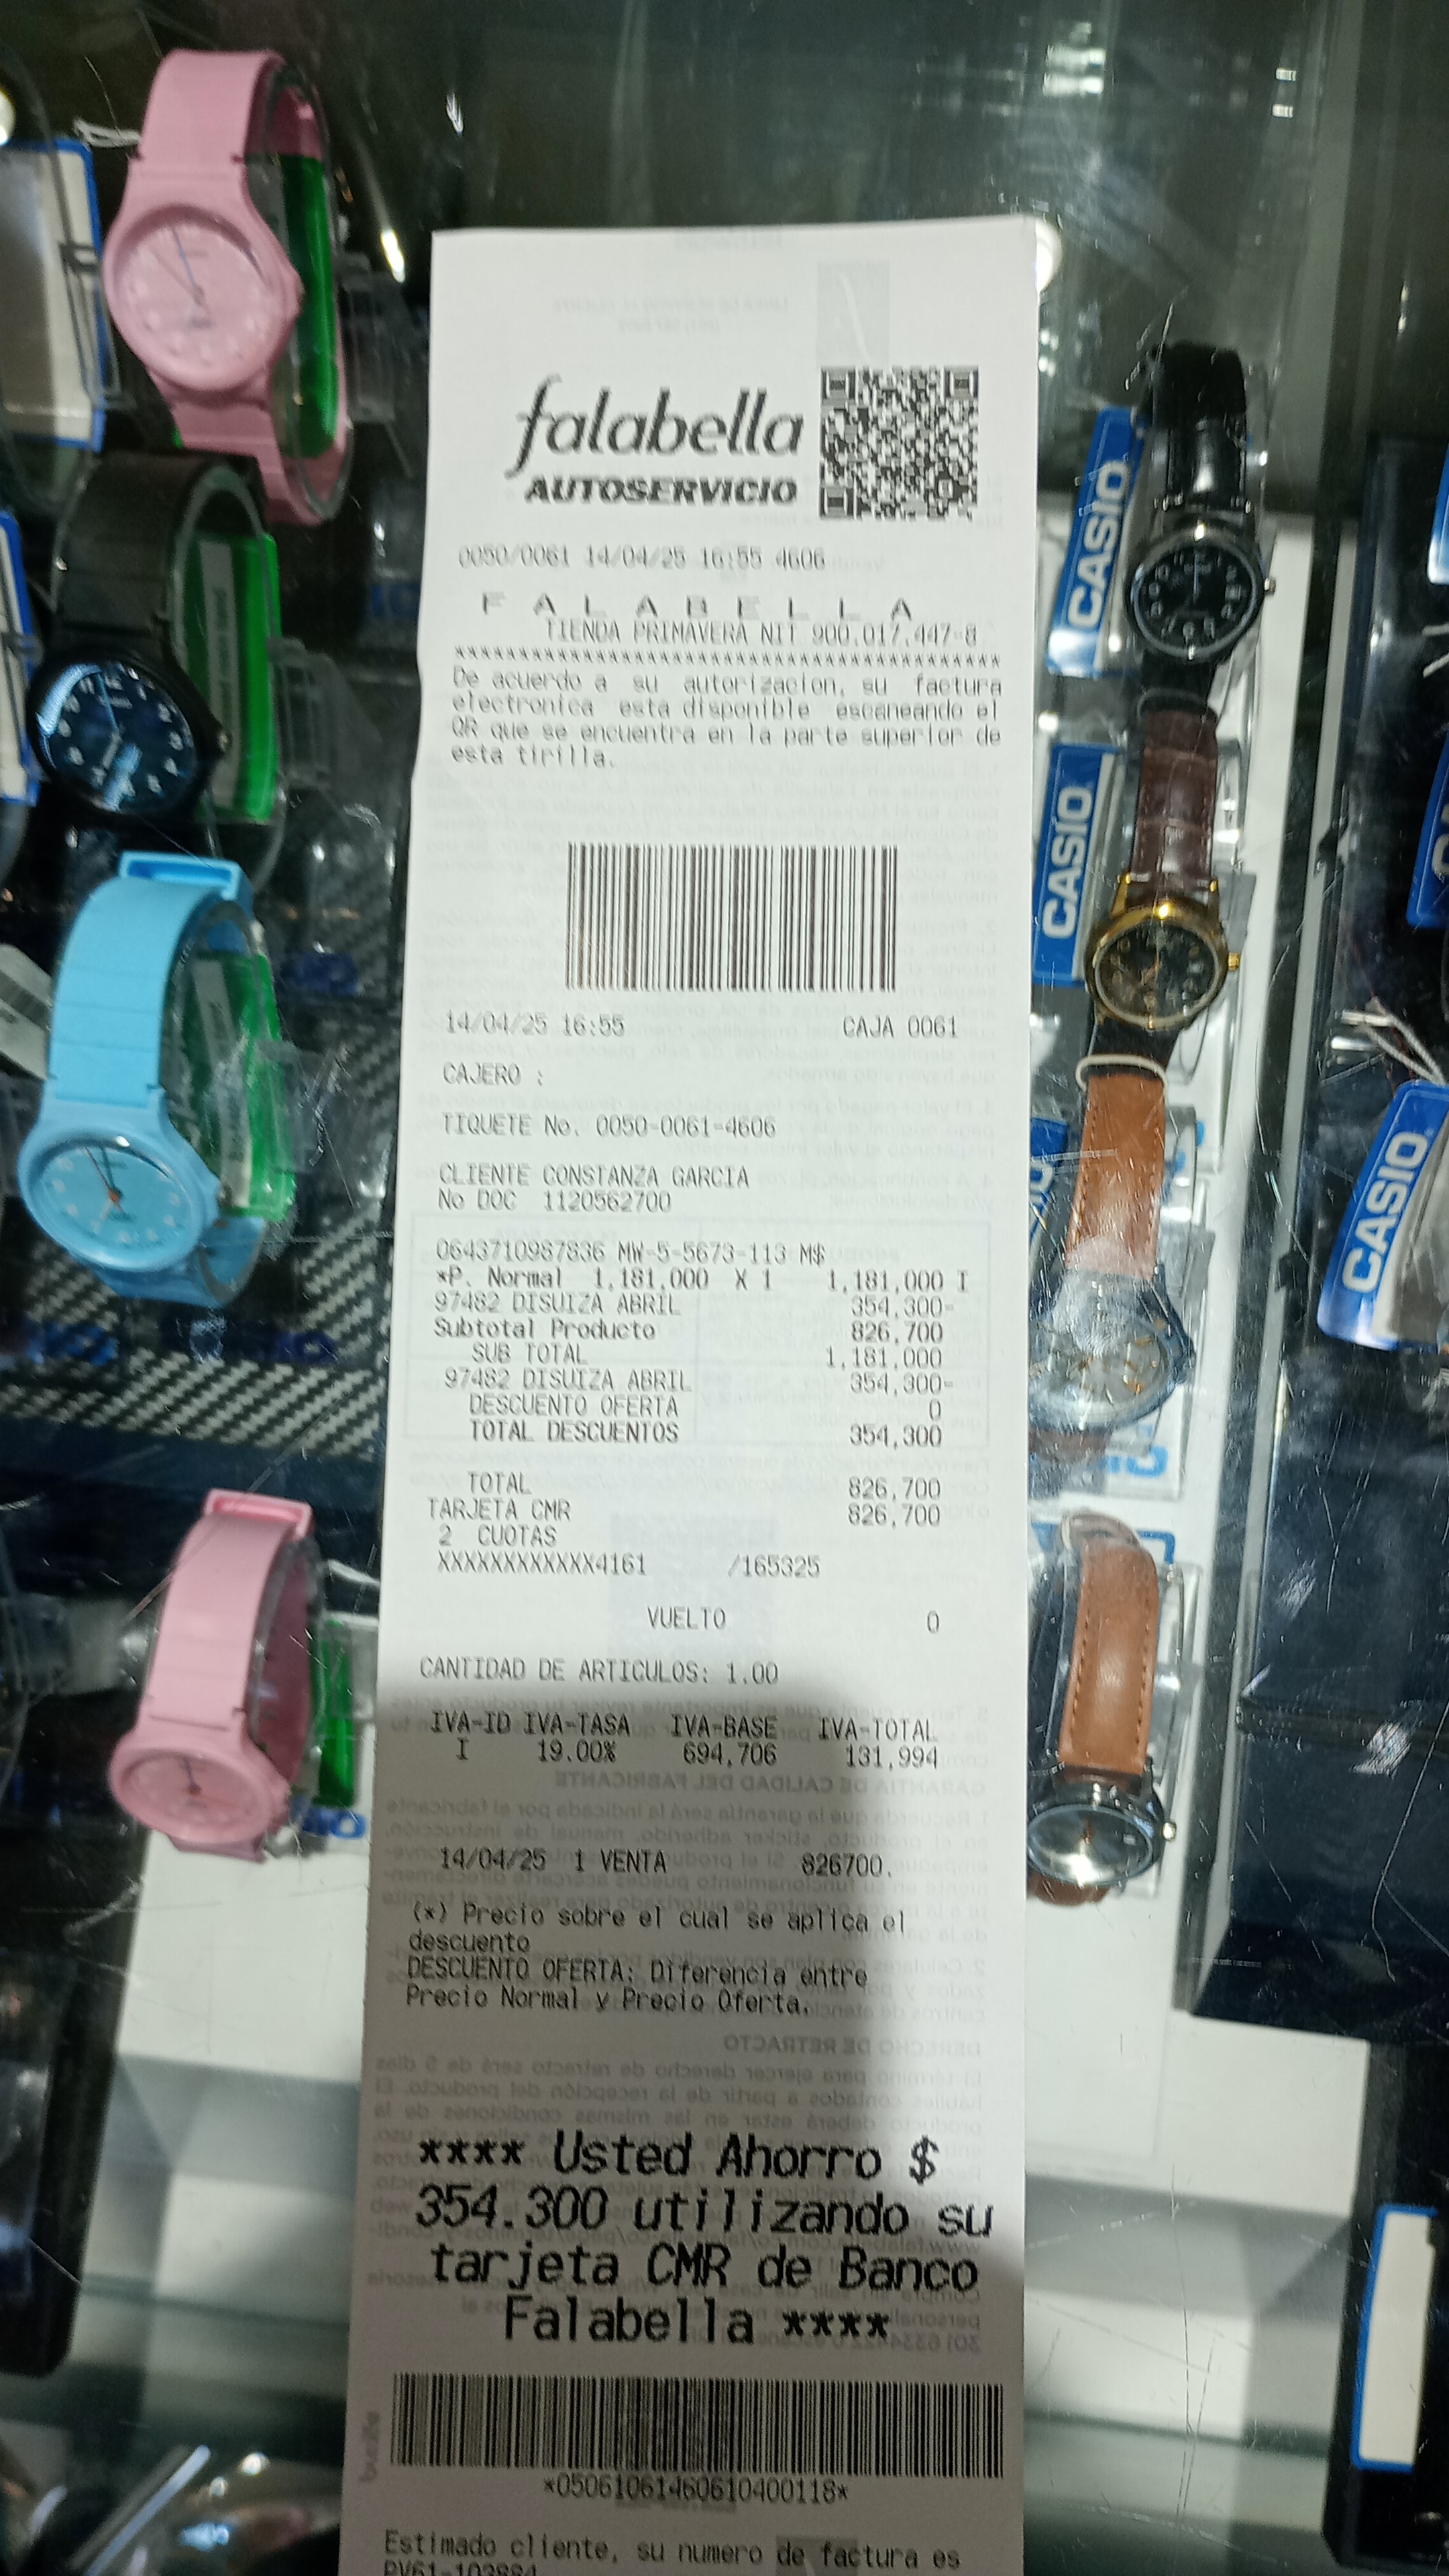 falabella
AUTOSERVICIO
0050/0061 14/04/25 16:55 4606
F A L A B E L L A
TIENDA PRIMAVERA NIT 900.017.447-8
De acuerdo a su autorizacion, su factura
electronica esta disponible escaneando el
QR que se encuentra en la parte superior de
esta tirilla.
14/04/25 16:55 CAJA 0061
CAJERO :
TIQUETE No. 0050-0061-4606
CLIENTE CONSTANZA GARCIA
No DOC 1120562700
0643710987836 MW-5-5673-113 M$
*P. Normal 1,181,000 X 1 1,181,000 I
97482 DISUIZA ABRIL 354,300-
Subtotal Producto 826,700
SUB TOTAL 1,181,000
97482 DISUIZA ABRIL 354,300-
DESCUENTO OFERTA 0
TOTAL DESCUENTOS 354,300
TOTAL 826,700
TARJETA CMR 826,700
2 CUOTAS
XXXXXXXXXXXX4161 /165325
VUELTO 0
CANTIDAD DE ARTICULOS: 1.00
IVA-ID IVA-TASA IVA-BASE IVA-TOTAL
I 19.00% 694,706 131,994
14/04/25 1 VENTA 826700.
(*) Precio sobre el cual se aplica el
descuento
DESCUENTO OFERTA: Diferencia entre
Precio Normal y Precio Oferta.
**** Usted Ahorro $
354.300 utilizando su
tarjeta CMR de Banco
Falabella ****
*05061061460610400118*
Estimado cliente, su numero de factura es
PV61-103884
CASIO
CASIO
CASIO